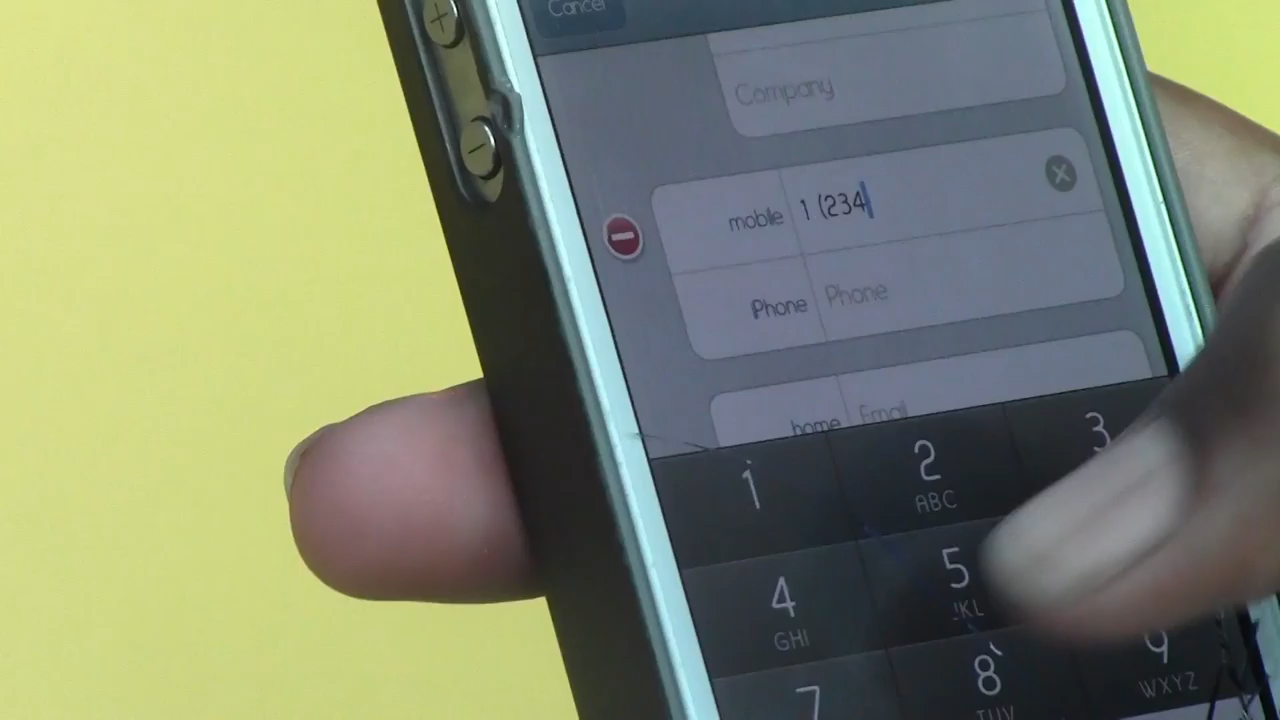 Cancel
Company
mobile 1 (234
Phone Phone
home Email
1 2 3
ABC
4 5
GHI JKL
7 8 9
TUV WXYZ